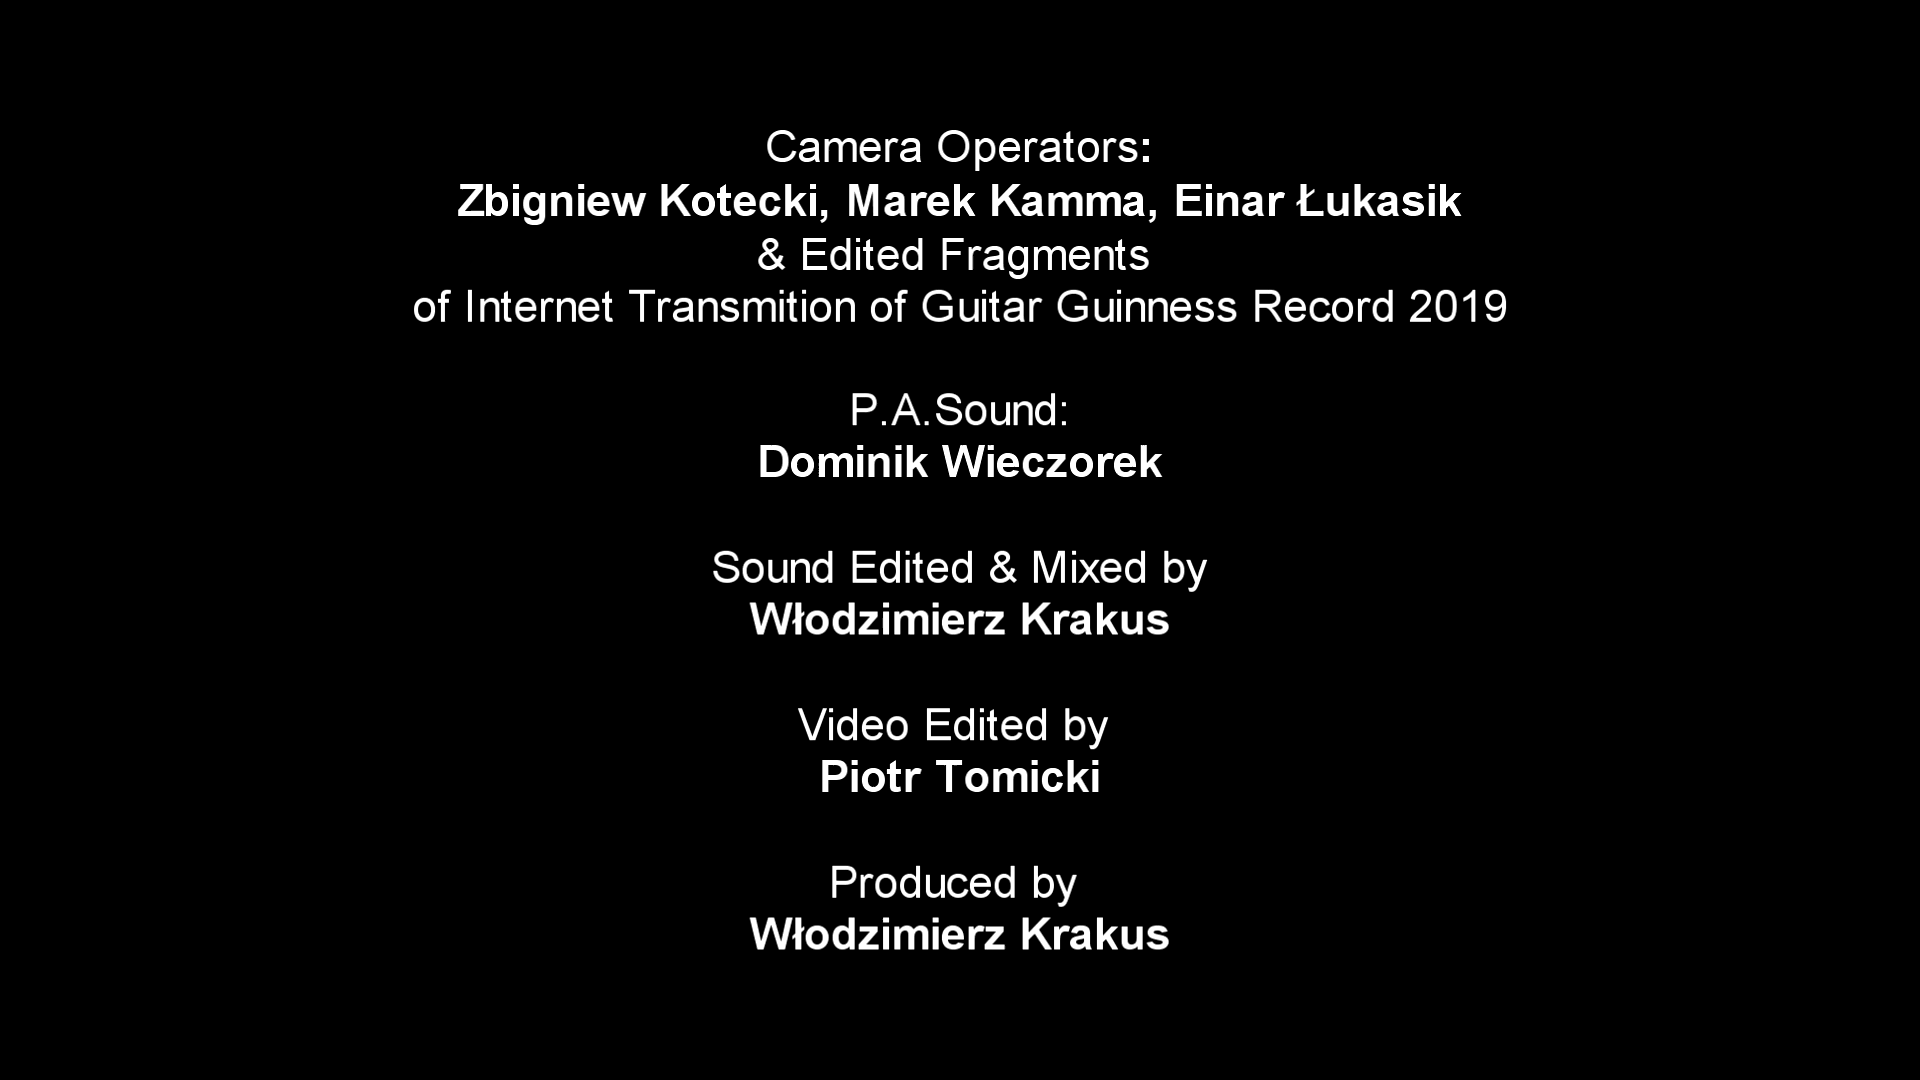 Camera Operators:
Zbigniew Kotecki, Marek Kamma, Einar Łukasik
& Edited Fragments
of Internet Transmition of Guitar Guinness Record 2019
P.A.Sound:
Dominik Wieczorek
Sound Edited & Mixed by
Włodzimierz Krakus
Video Edited by
Piotr Tomicki
Produced by
Włodzimierz Krakus